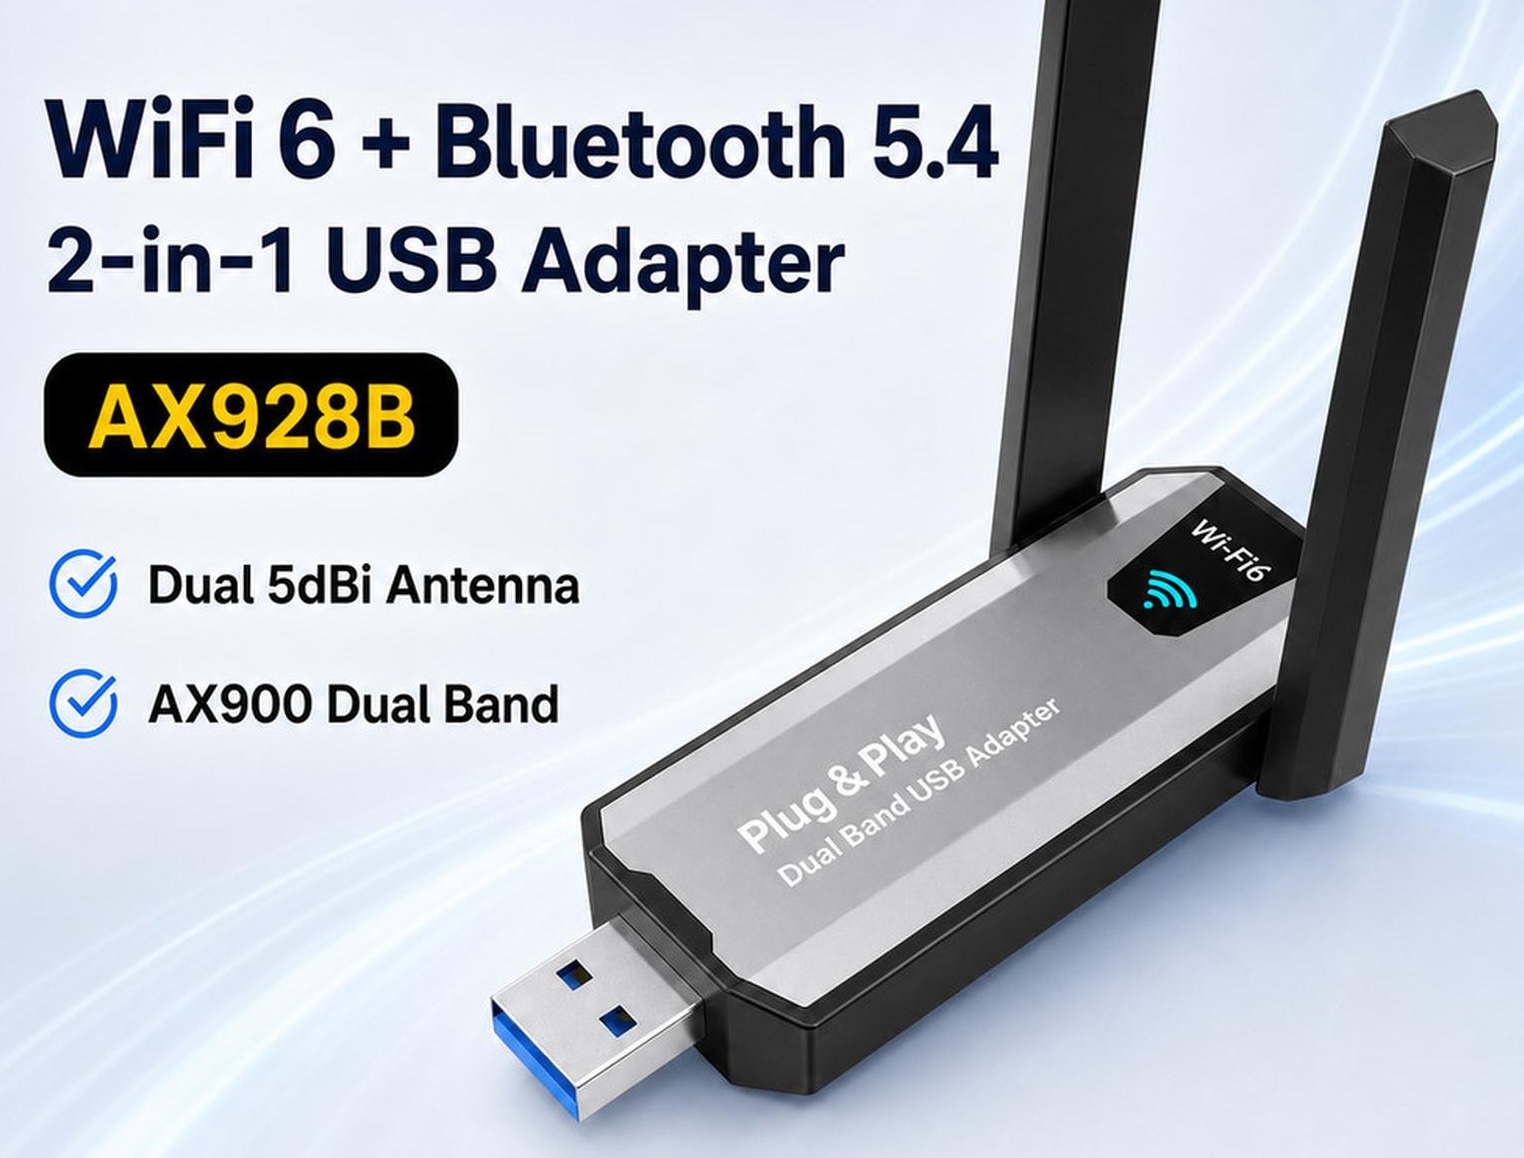 WiFi 6 + Bluetooth 5.4
2-in-1 USB Adapter
AX928B
Dual 5dBi Antenna
AX900 Dual Band
Wi-Fi6
Plug & Play
Dual Band USB Adapter